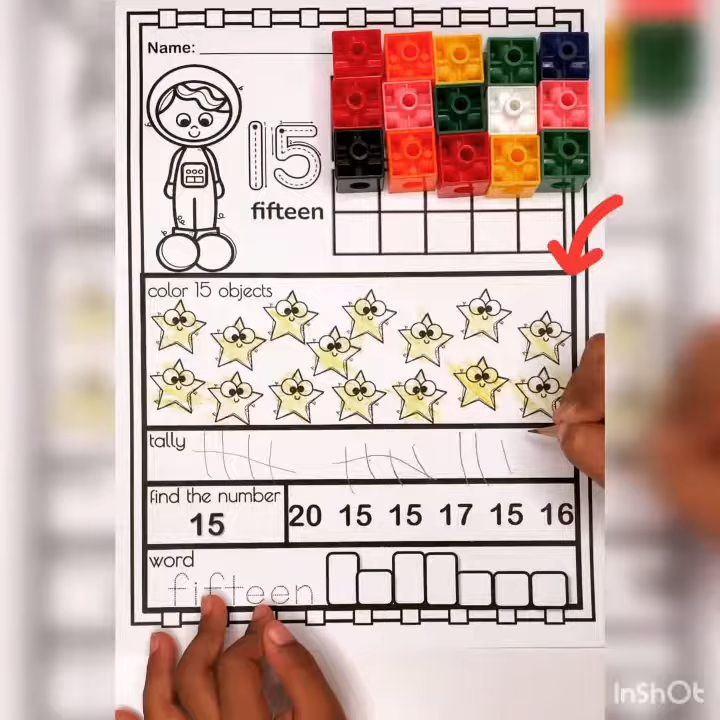 Name:
15
fifteen
color 15 objects
tally
find the number
15
20 15 15 17 15 16
word
fifteen
InShOt